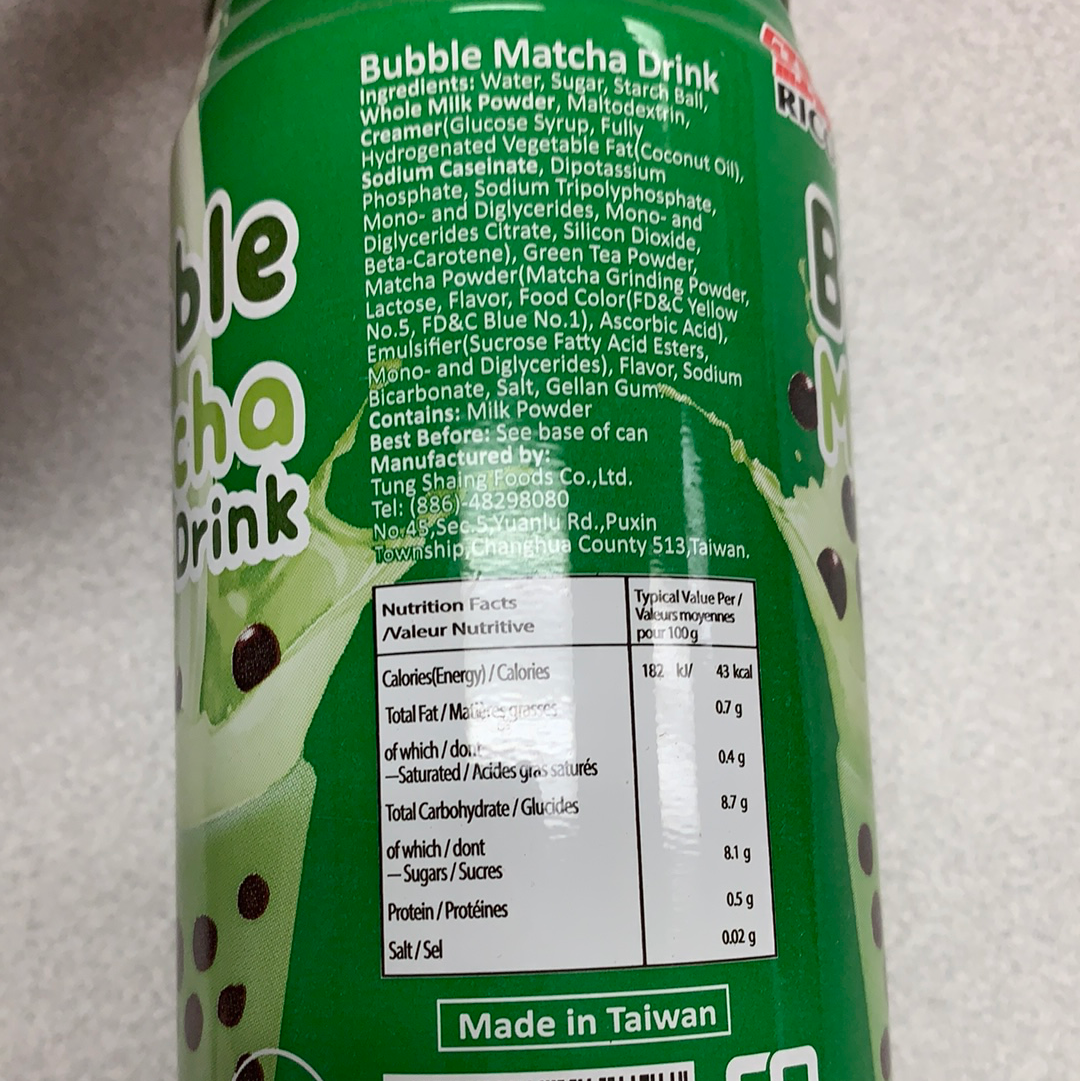 Bubble Matcha Drink
Ingredients: Water, Sugar, Starch Ball,
Whole Milk Powder, Maltodextrin,
Creamer(Glucose Syrup, Fully
Hydrogenated Vegetable Fat(Coconut Oil),
Sodium Caseinate, Dipotassium
Phosphate, Sodium Tripolyphosphate,
Mono- and Diglycerides, Mono- and
Diglycerides Citrate, Silicon Dioxide,
Beta-Carotene), Green Tea Powder,
Matcha Powder(Matcha Grinding Powder,
Lactose, Flavor, Food Color(FD&C Yellow
No.5, FD&C Blue No.1), Ascorbic Acid),
Emulsifier(Sucrose Fatty Acid Esters,
Mono- and Diglycerides), Flavor, Sodium
Bicarbonate, Salt, Gellan Gum
Contains: Milk Powder
Best Before: See base of can
Manufactured by:
Tung Shaing Foods Co.,Ltd.
Tel: (886)-48298080
No.45,Sec.5,Yuanlu Rd.,Puxin
Township,Changhua County 513,Taiwan.
ble
cha
Drink
RIC
B
M
Nutrition Facts
/Valeur Nutritive
Typical Value Per /
Valeurs moyennes
pour 100g
Calories(Energy) / Calories 182 kJ/ 43 kcal
Total Fat / Matières grasses 0.7 g
of which / dont
—Saturated / Acides gras saturés 0.4 g
Total Carbohydrate / Glucides 8.7 g
of which / dont
— Sugars / Sucres 8.1 g
Protein / Protéines 0.5 g
Salt / Sel 0.02 g
Made in Taiwan